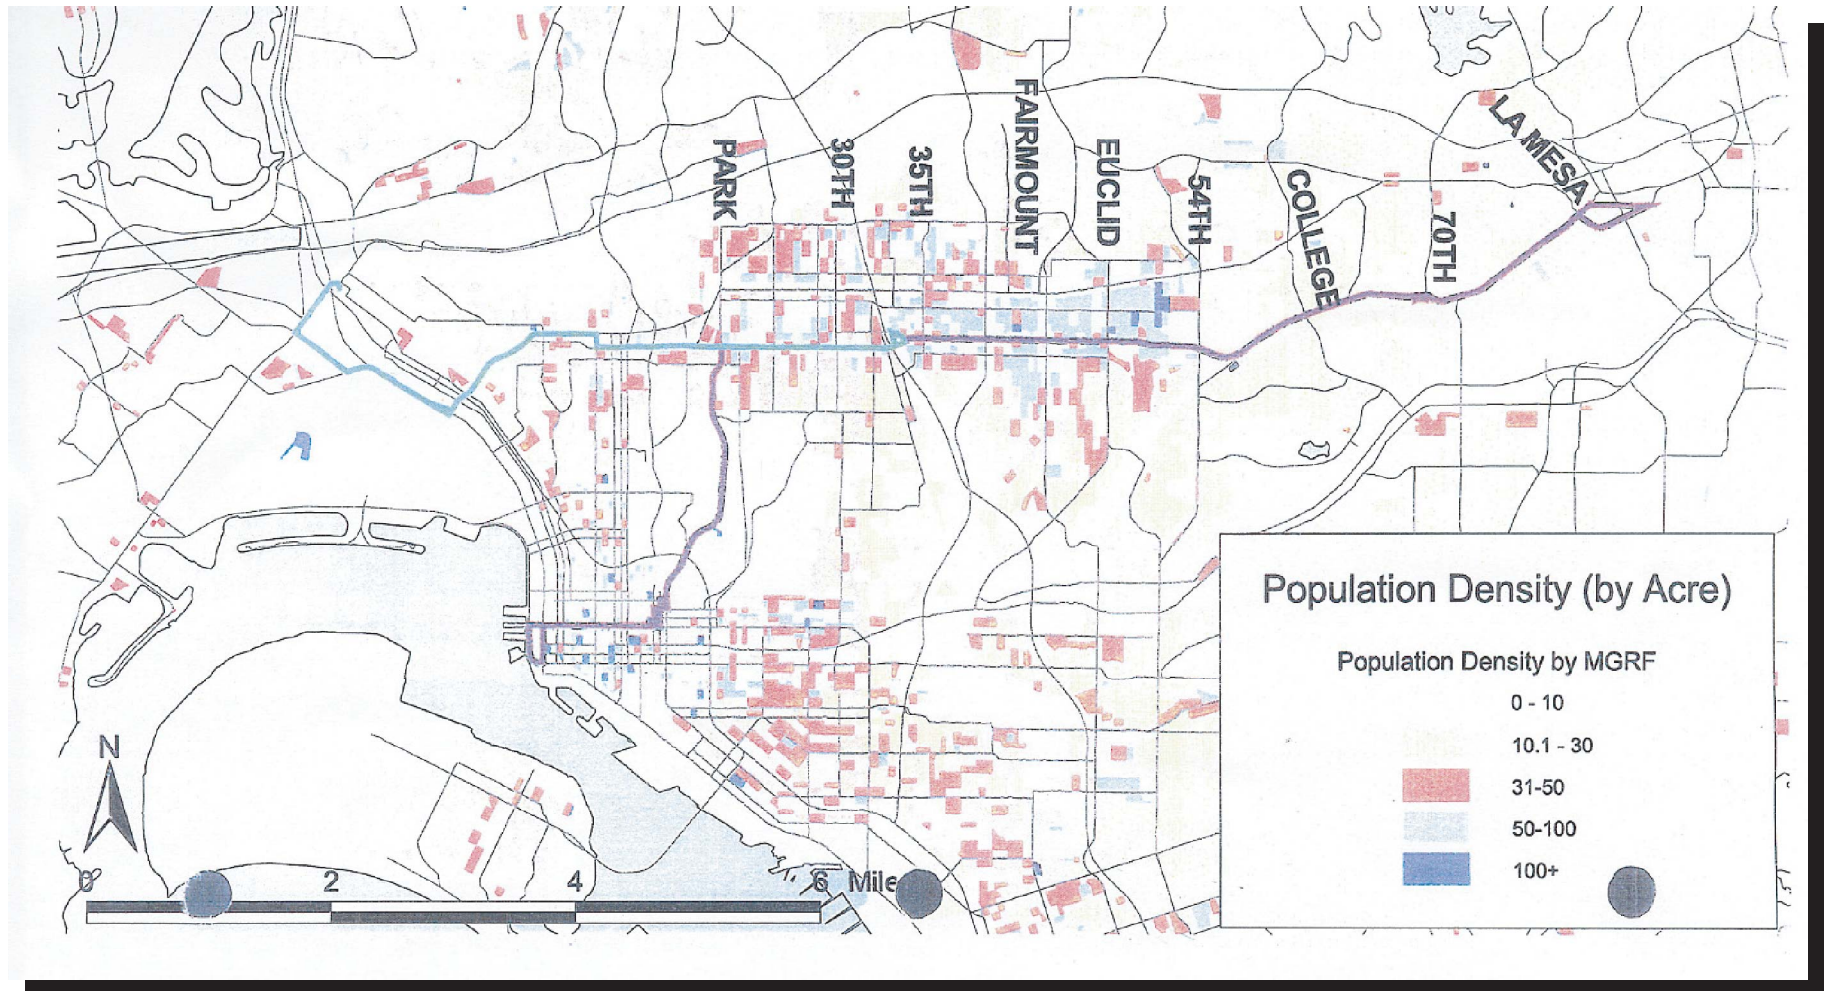 PARK
30TH
35TH
FAIRMOUNT
EUCLID
54TH
COLLEGE
70TH
LA MESA
Population Density (by Acre)
Population Density by MGRF
0 - 10
10.1 - 30
31-50
50-100
100+
N
0 2 4 6 Mile